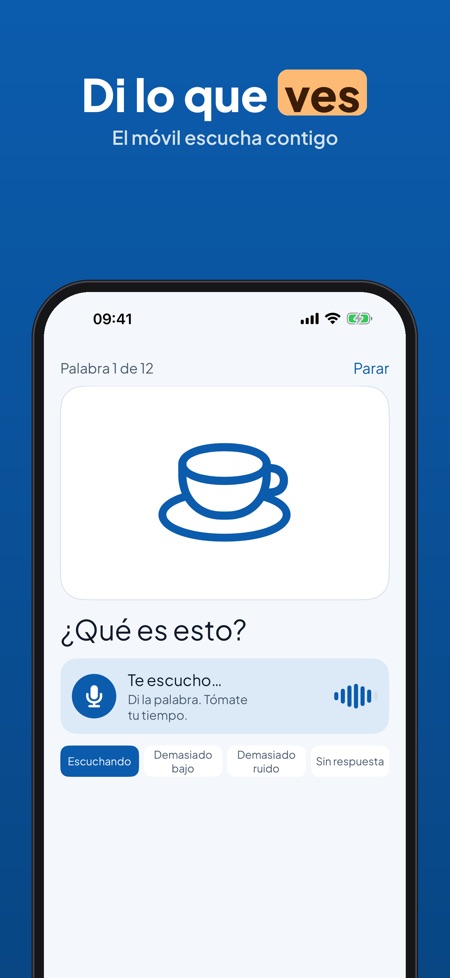 Di lo que ves
El móvil escucha contigo
09:41
Palabra 1 de 12
Parar
¿Qué es esto?
Te escucho...
Di la palabra. Tómate
tu tiempo.
Escuchando
Demasiado
bajo
Demasiado
ruido
Sin respuesta